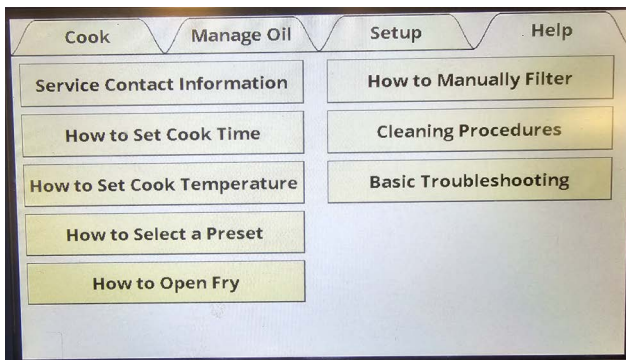 Cook
Manage Oil
Setup
Help
Service Contact Information
How to Set Cook Time
How to Set Cook Temperature
How to Select a Preset
How to Open Fry
How to Manually Filter
Cleaning Procedures
Basic Troubleshooting